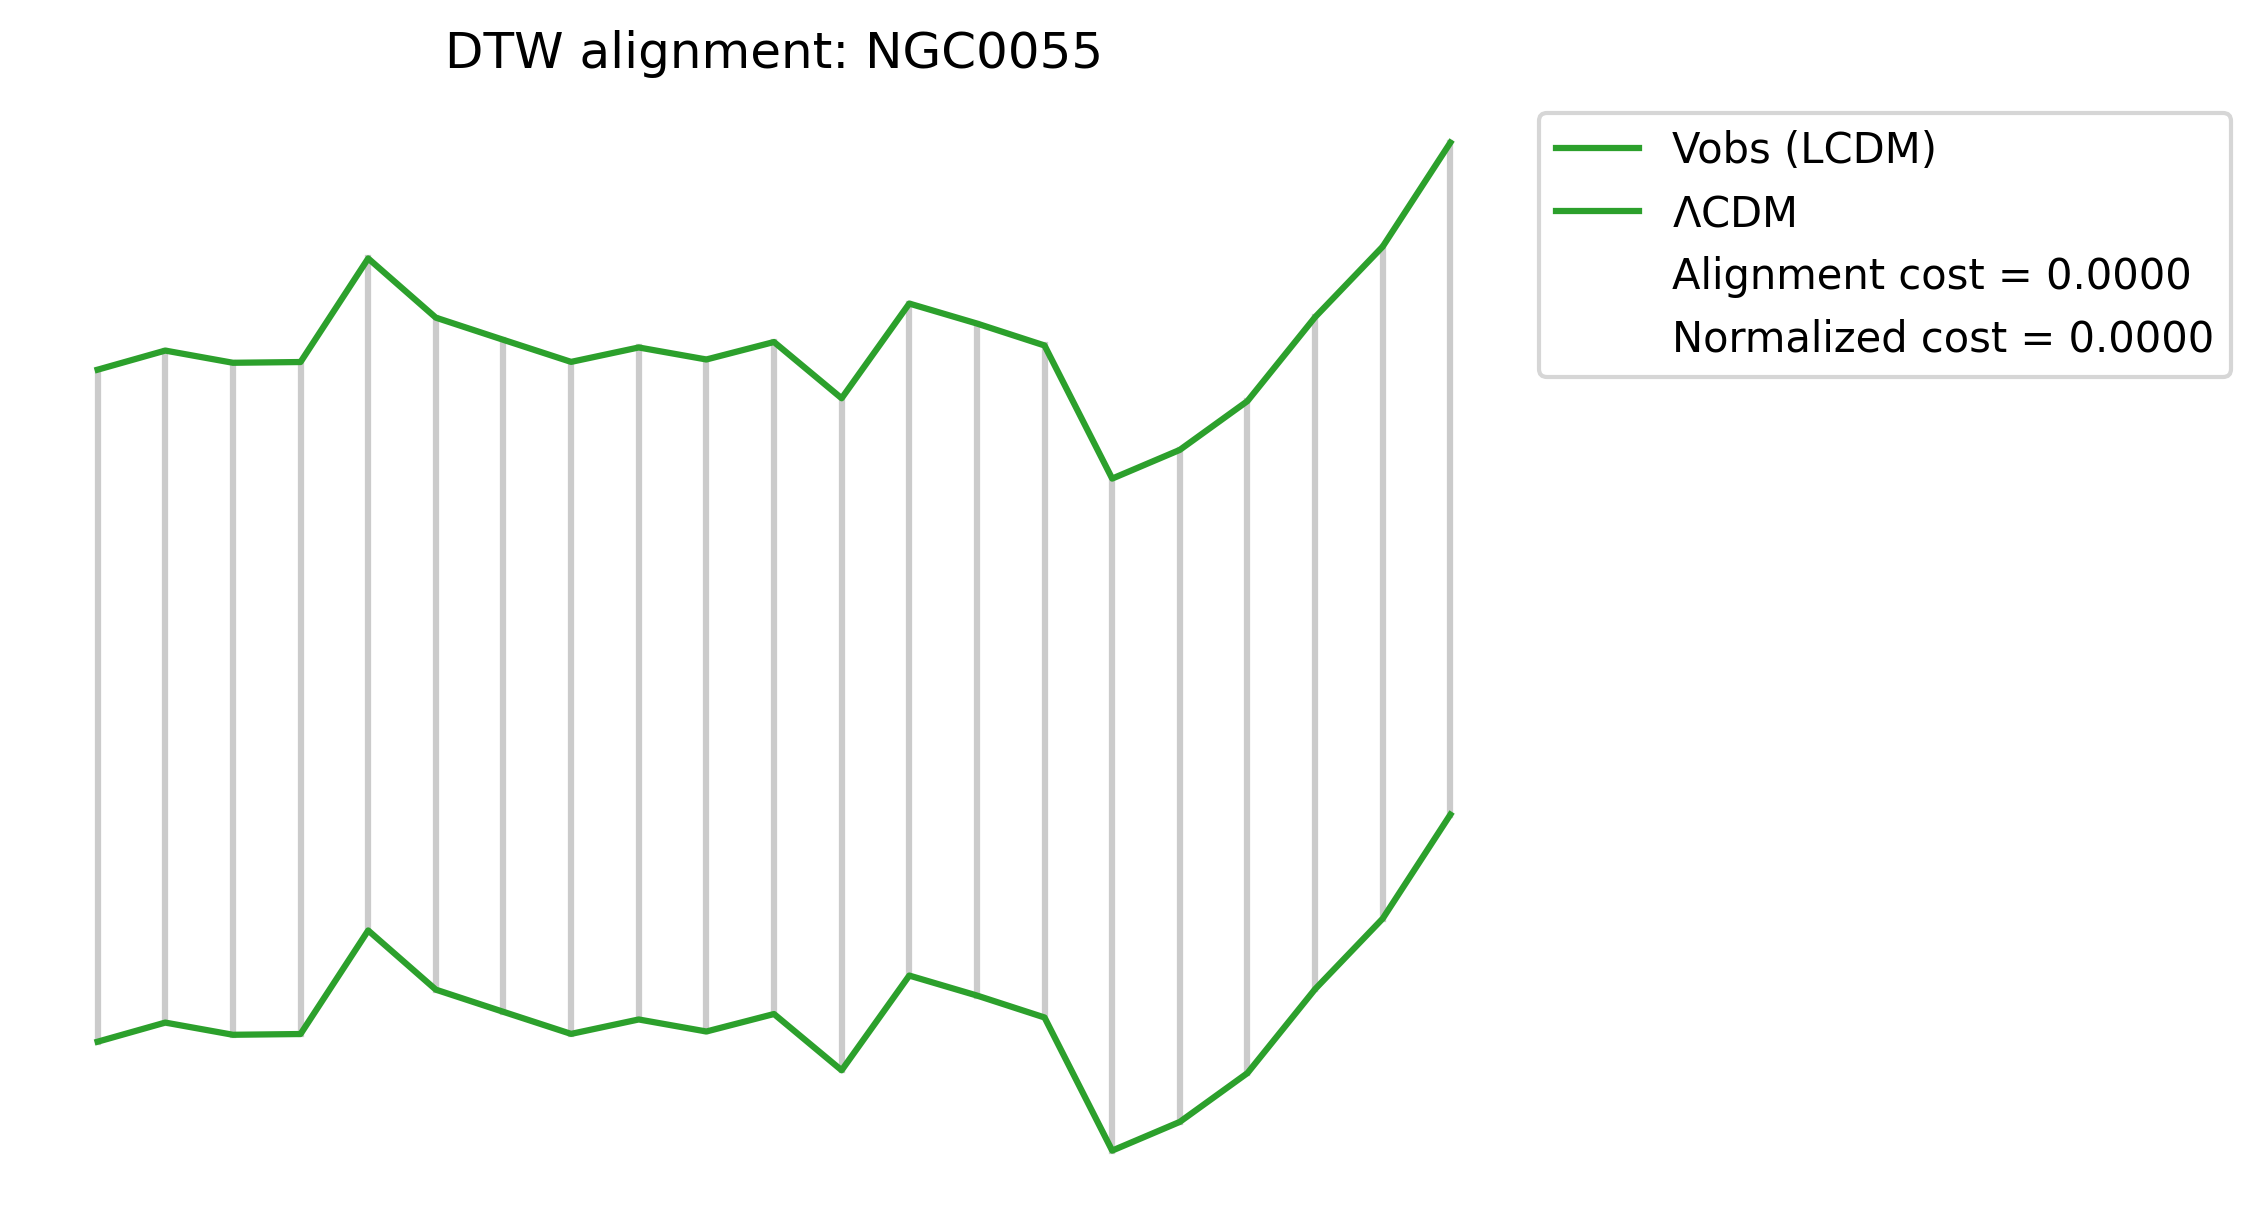 DTW alignment: NGC0055
Vobs (LCDM)
ΛCDM
Alignment cost = 0.0000
Normalized cost = 0.0000